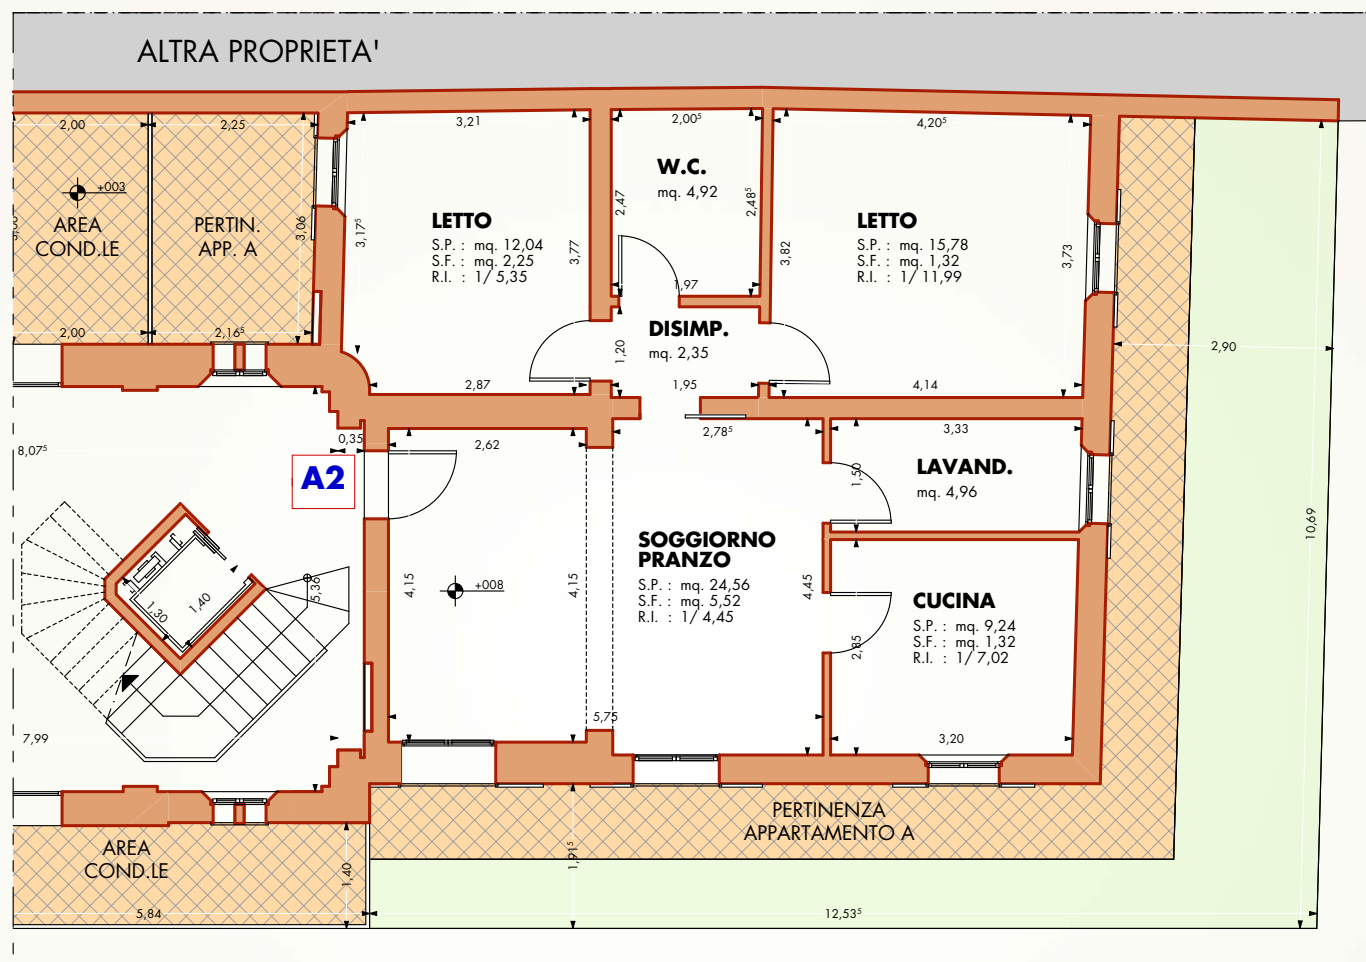 ALTRA PROPRIETA'
2,00
2,25
3,21
2,00⁵
4,20⁵
+003
AREA
COND.LE
PERTIN.
APP. A
3,06
3,17⁵
LETTO
S.P. : mq. 12,04
S.F. : mq. 2,25
R.I. : 1/ 5,35
3,77
W.C.
mq. 4,92
2,47
2,48⁵
1,97
LETTO
S.P. : mq. 15,78
S.F. : mq. 1,32
R.I. : 1/ 11,99
3,82
3,73
2,00
2,16⁵
DISIMP.
mq. 2,35
1,20
2,90
2,87
1,95
4,14
8,07⁵
0,35
A2
2,62
2,78⁵
3,33
1,50
LAVAND.
mq. 4,96
10,69
SOGGIORNO
PRANZO
S.P. : mq. 24,56
S.F. : mq. 5,52
R.I. : 1/ 4,45
4,15
+008
4,15
4,45
5,36
1,30
1,40
CUCINA
S.P. : mq. 9,24
S.F. : mq. 1,32
R.I. : 1/ 7,02
2,85
7,99
5,75
3,20
PERTINENZA
APPARTAMENTO A
AREA
COND.LE
1,40
1,91⁵
5,84
12,53⁵